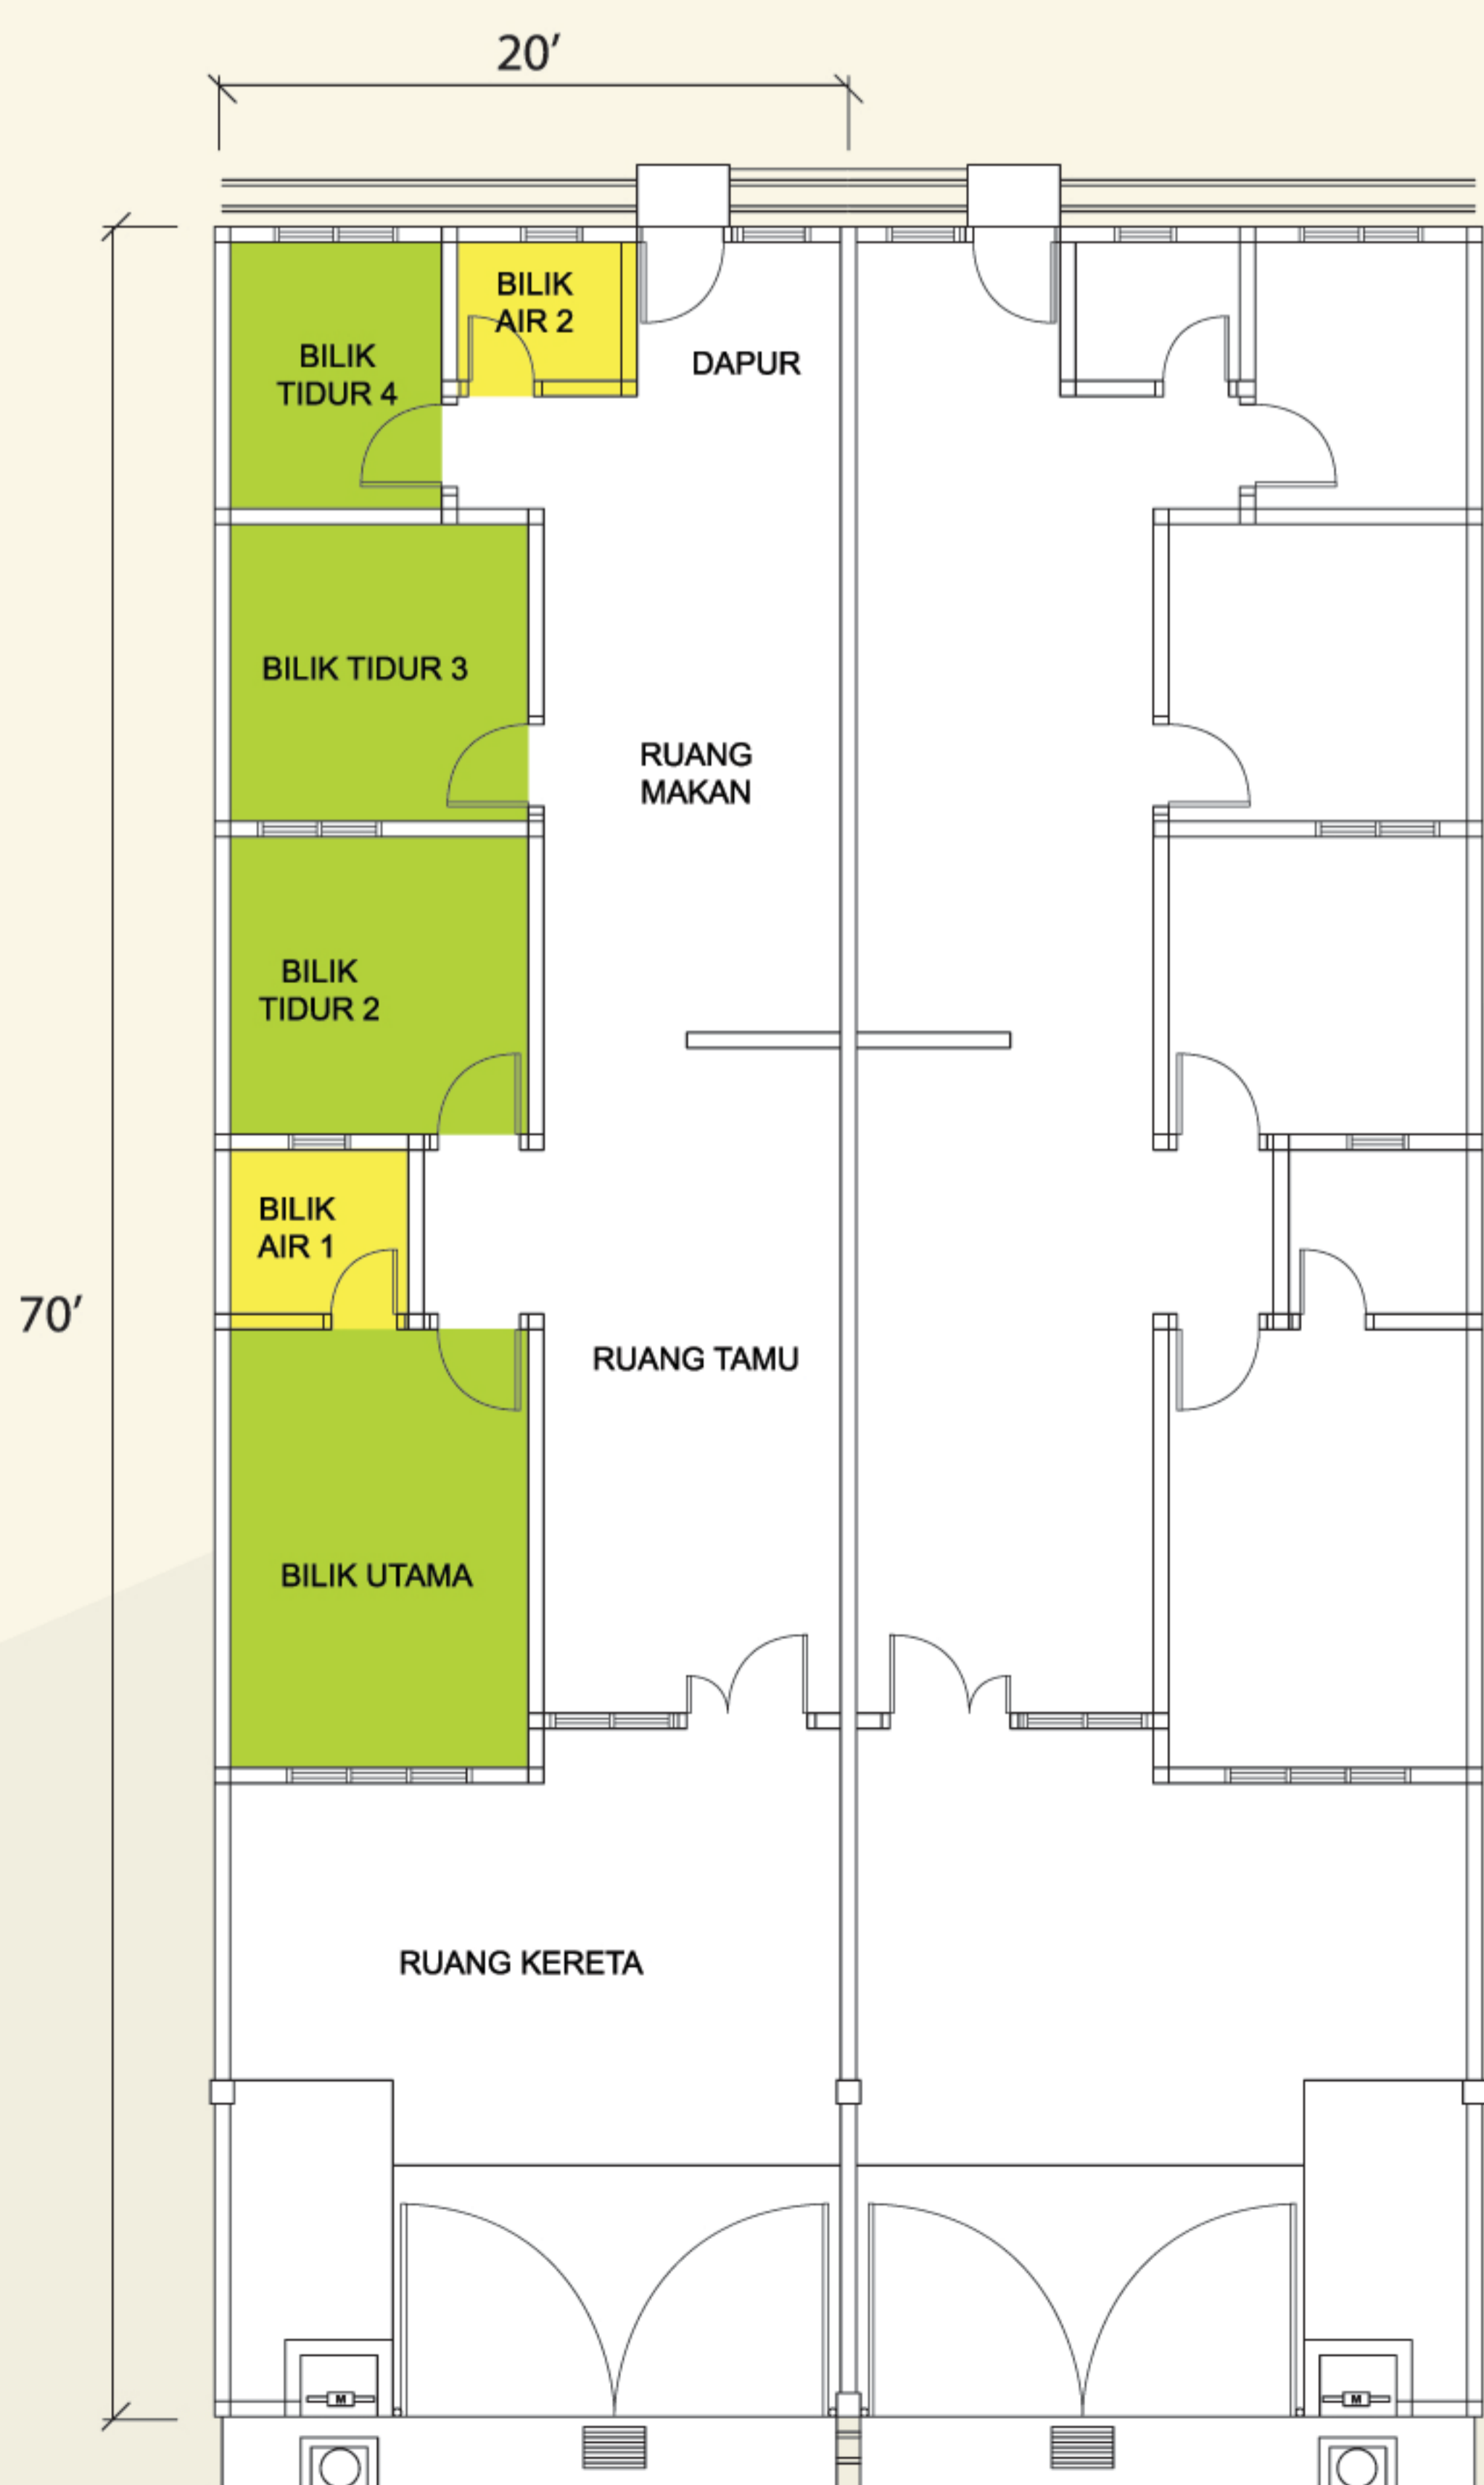 20′
BILIK
AIR 2
BILIK
TIDUR 4
DAPUR
BILIK TIDUR 3
RUANG
MAKAN
BILIK
TIDUR 2
BILIK
AIR 1
70′
RUANG TAMU
BILIK UTAMA
RUANG KERETA
M
M